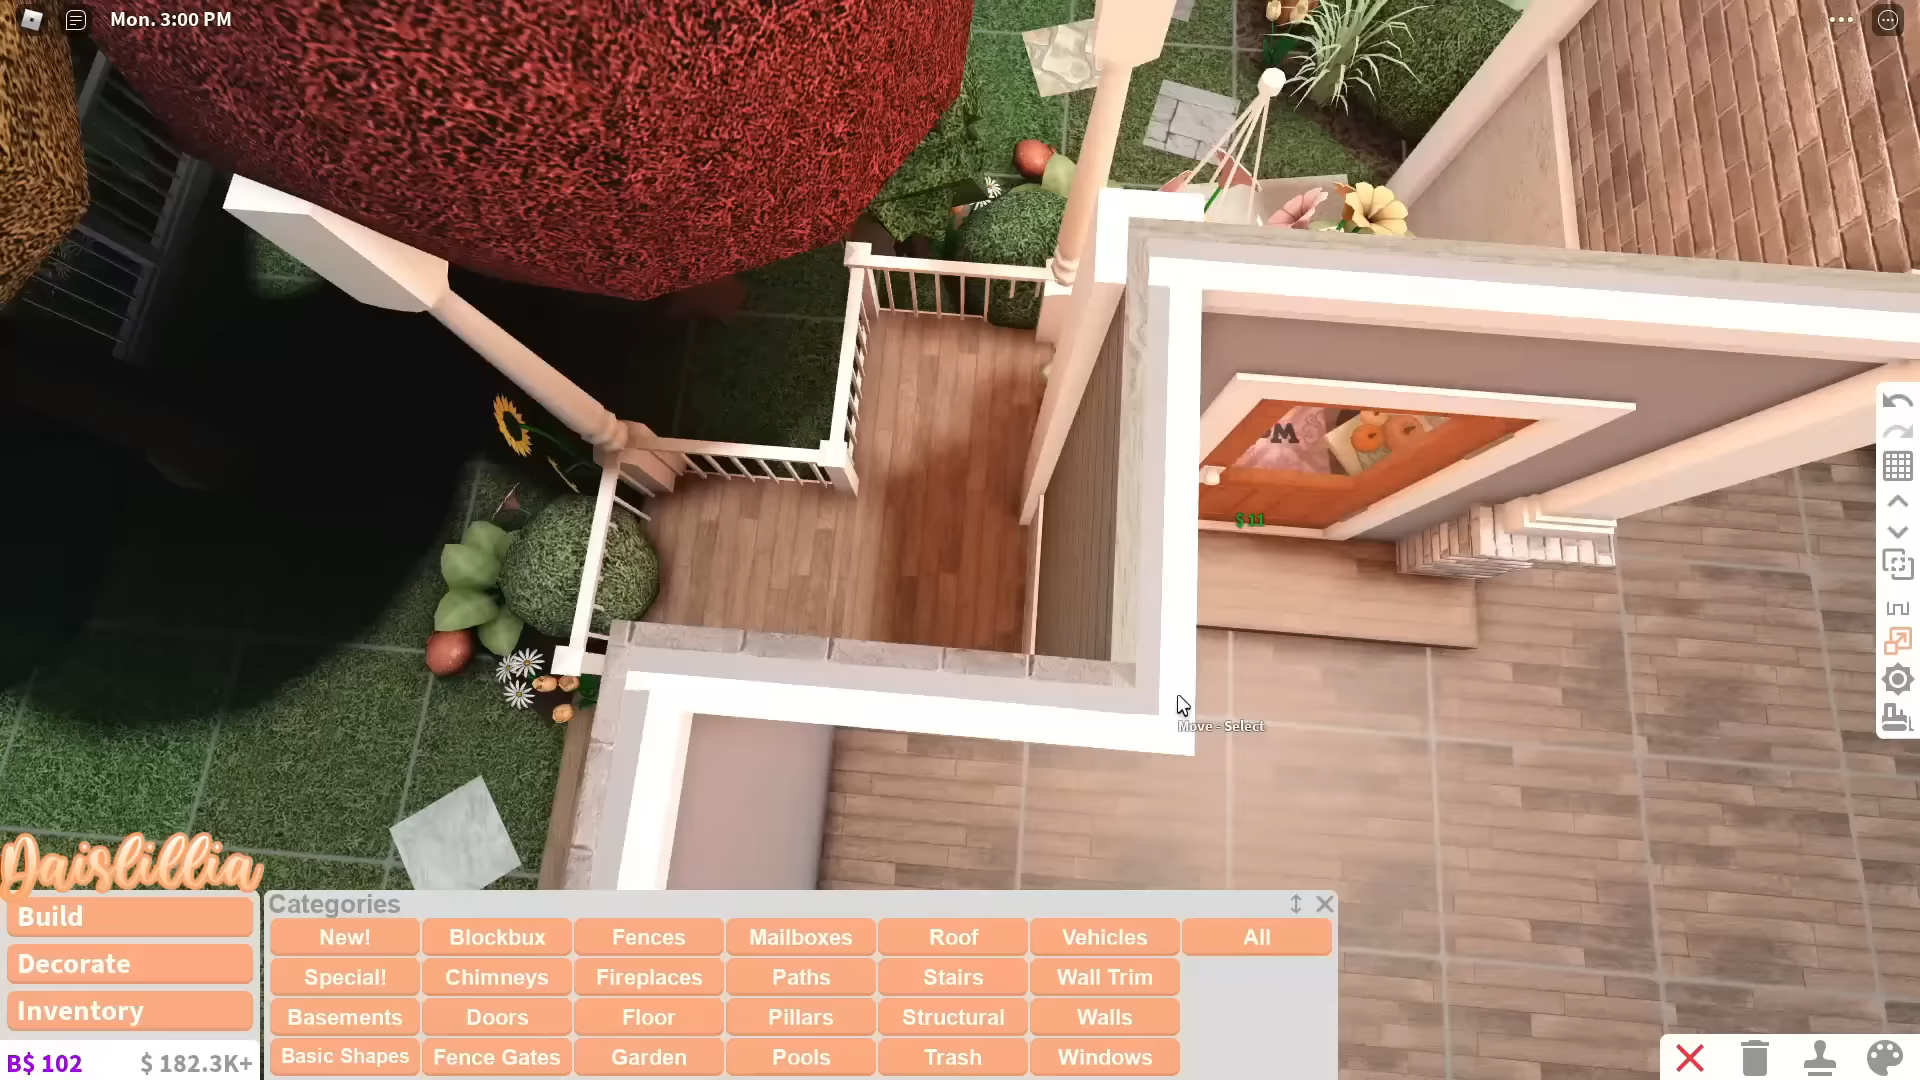 Mon. 3:00 PM
$ 11
Move - Select
Daisfillia
Build
Decorate
Inventory
B$ 102
$ 182.3K+
Categories
New!
Blockbux
Fences
Mailboxes
Roof
Vehicles
All
Special!
Chimneys
Fireplaces
Paths
Stairs
Wall Trim
Basements
Doors
Floor
Pillars
Structural
Walls
Basic Shapes
Fence Gates
Garden
Pools
Trash
Windows